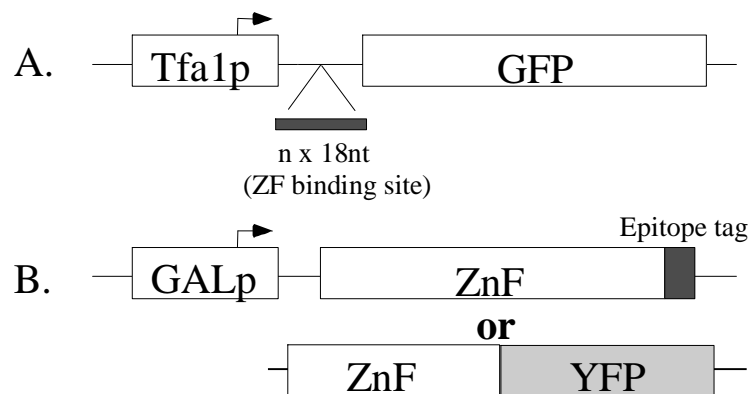 A.
Tfa1p
GFP
n x 18nt
(ZF binding site)
Epitope tag
B.
GALp
ZnF
or
ZnF
YFP